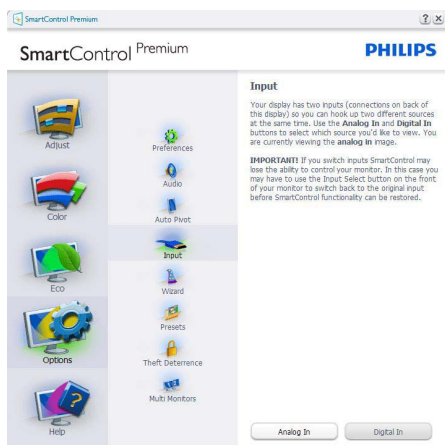 SmartControl Premium
SmartControl Premium
PHILIPS
Adjust
Color
Eco
Options
Help
Preferences
Audio
Auto Pivot
Input
Wizard
Presets
Theft Deterrence
Multi Monitors
Input
Your display has two inputs (connections on back of
this display) so you can hook up two different sources
at the same time. Use the Analog In and Digital In
buttons to select which source you'd like to view. You
are currently viewing the analog in image.
IMPORTANT! If you switch inputs SmartControl may
lose the ability to control your monitor. In this case you
may have to use the Input Select button on the front
of your monitor to switch back to the original input
before SmartControl functionality can be restored.
Analog In
Digital In